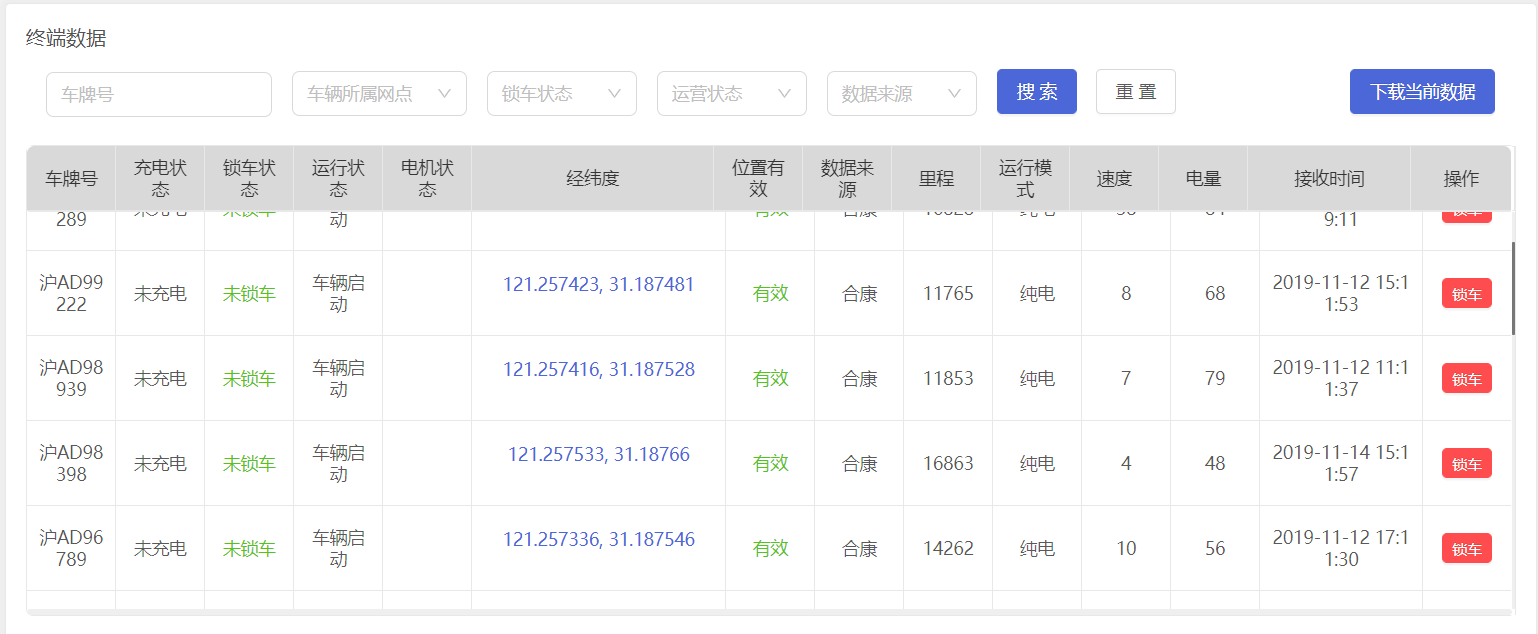 终端数据
车牌号 车辆所属网点 锁车状态 运营状态 数据来源 搜 索 重 置 下载当前数据
车牌号 充电状态 锁车状态 运行状态 电机状态 经纬度 位置有效 数据来源 里程 运行模式 速度 电量 接收时间 操作
289 动 9:11
沪AD99222 未充电 未锁车 车辆启动 121.257423, 31.187481 有效 合康 11765 纯电 8 68 2019-11-12 15:11:53 锁车
沪AD98939 未充电 未锁车 车辆启动 121.257416, 31.187528 有效 合康 11853 纯电 7 79 2019-11-12 11:11:37 锁车
沪AD98398 未充电 未锁车 车辆启动 121.257533, 31.18766 有效 合康 16863 纯电 4 48 2019-11-14 15:11:57 锁车
沪AD96789 未充电 未锁车 车辆启动 121.257336, 31.187546 有效 合康 14262 纯电 10 56 2019-11-12 17:11:30 锁车